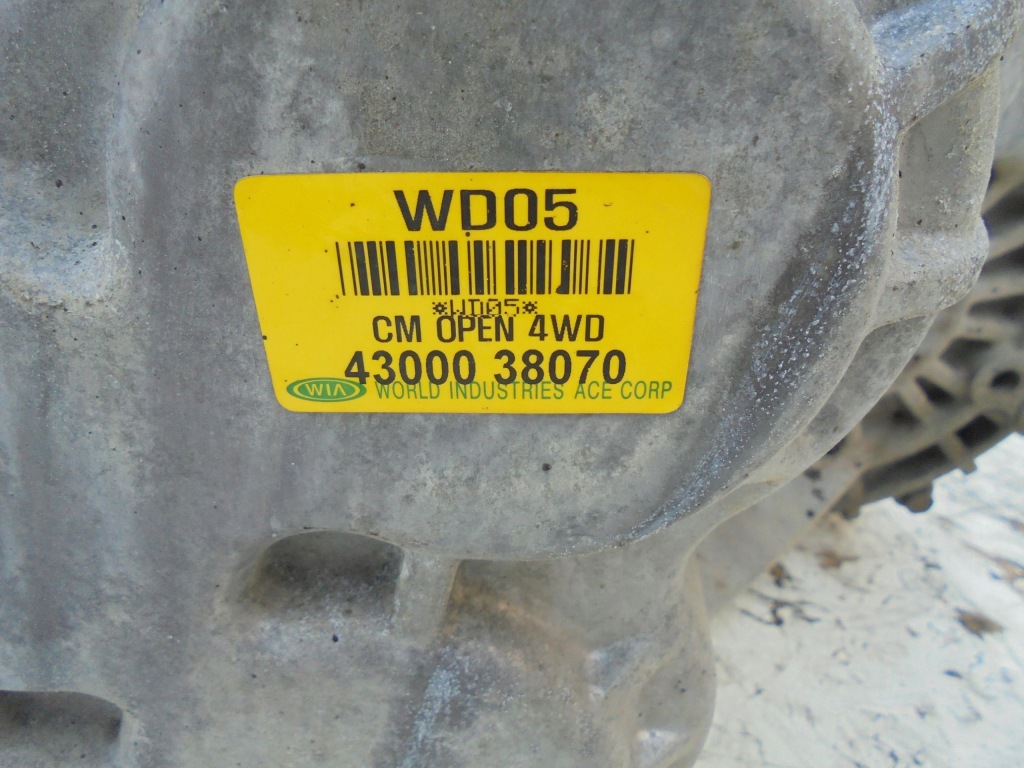 WD05
*WD05*
CM OPEN 4WD
43000 38070
WIA WORLD INDUSTRIES ACE CORP